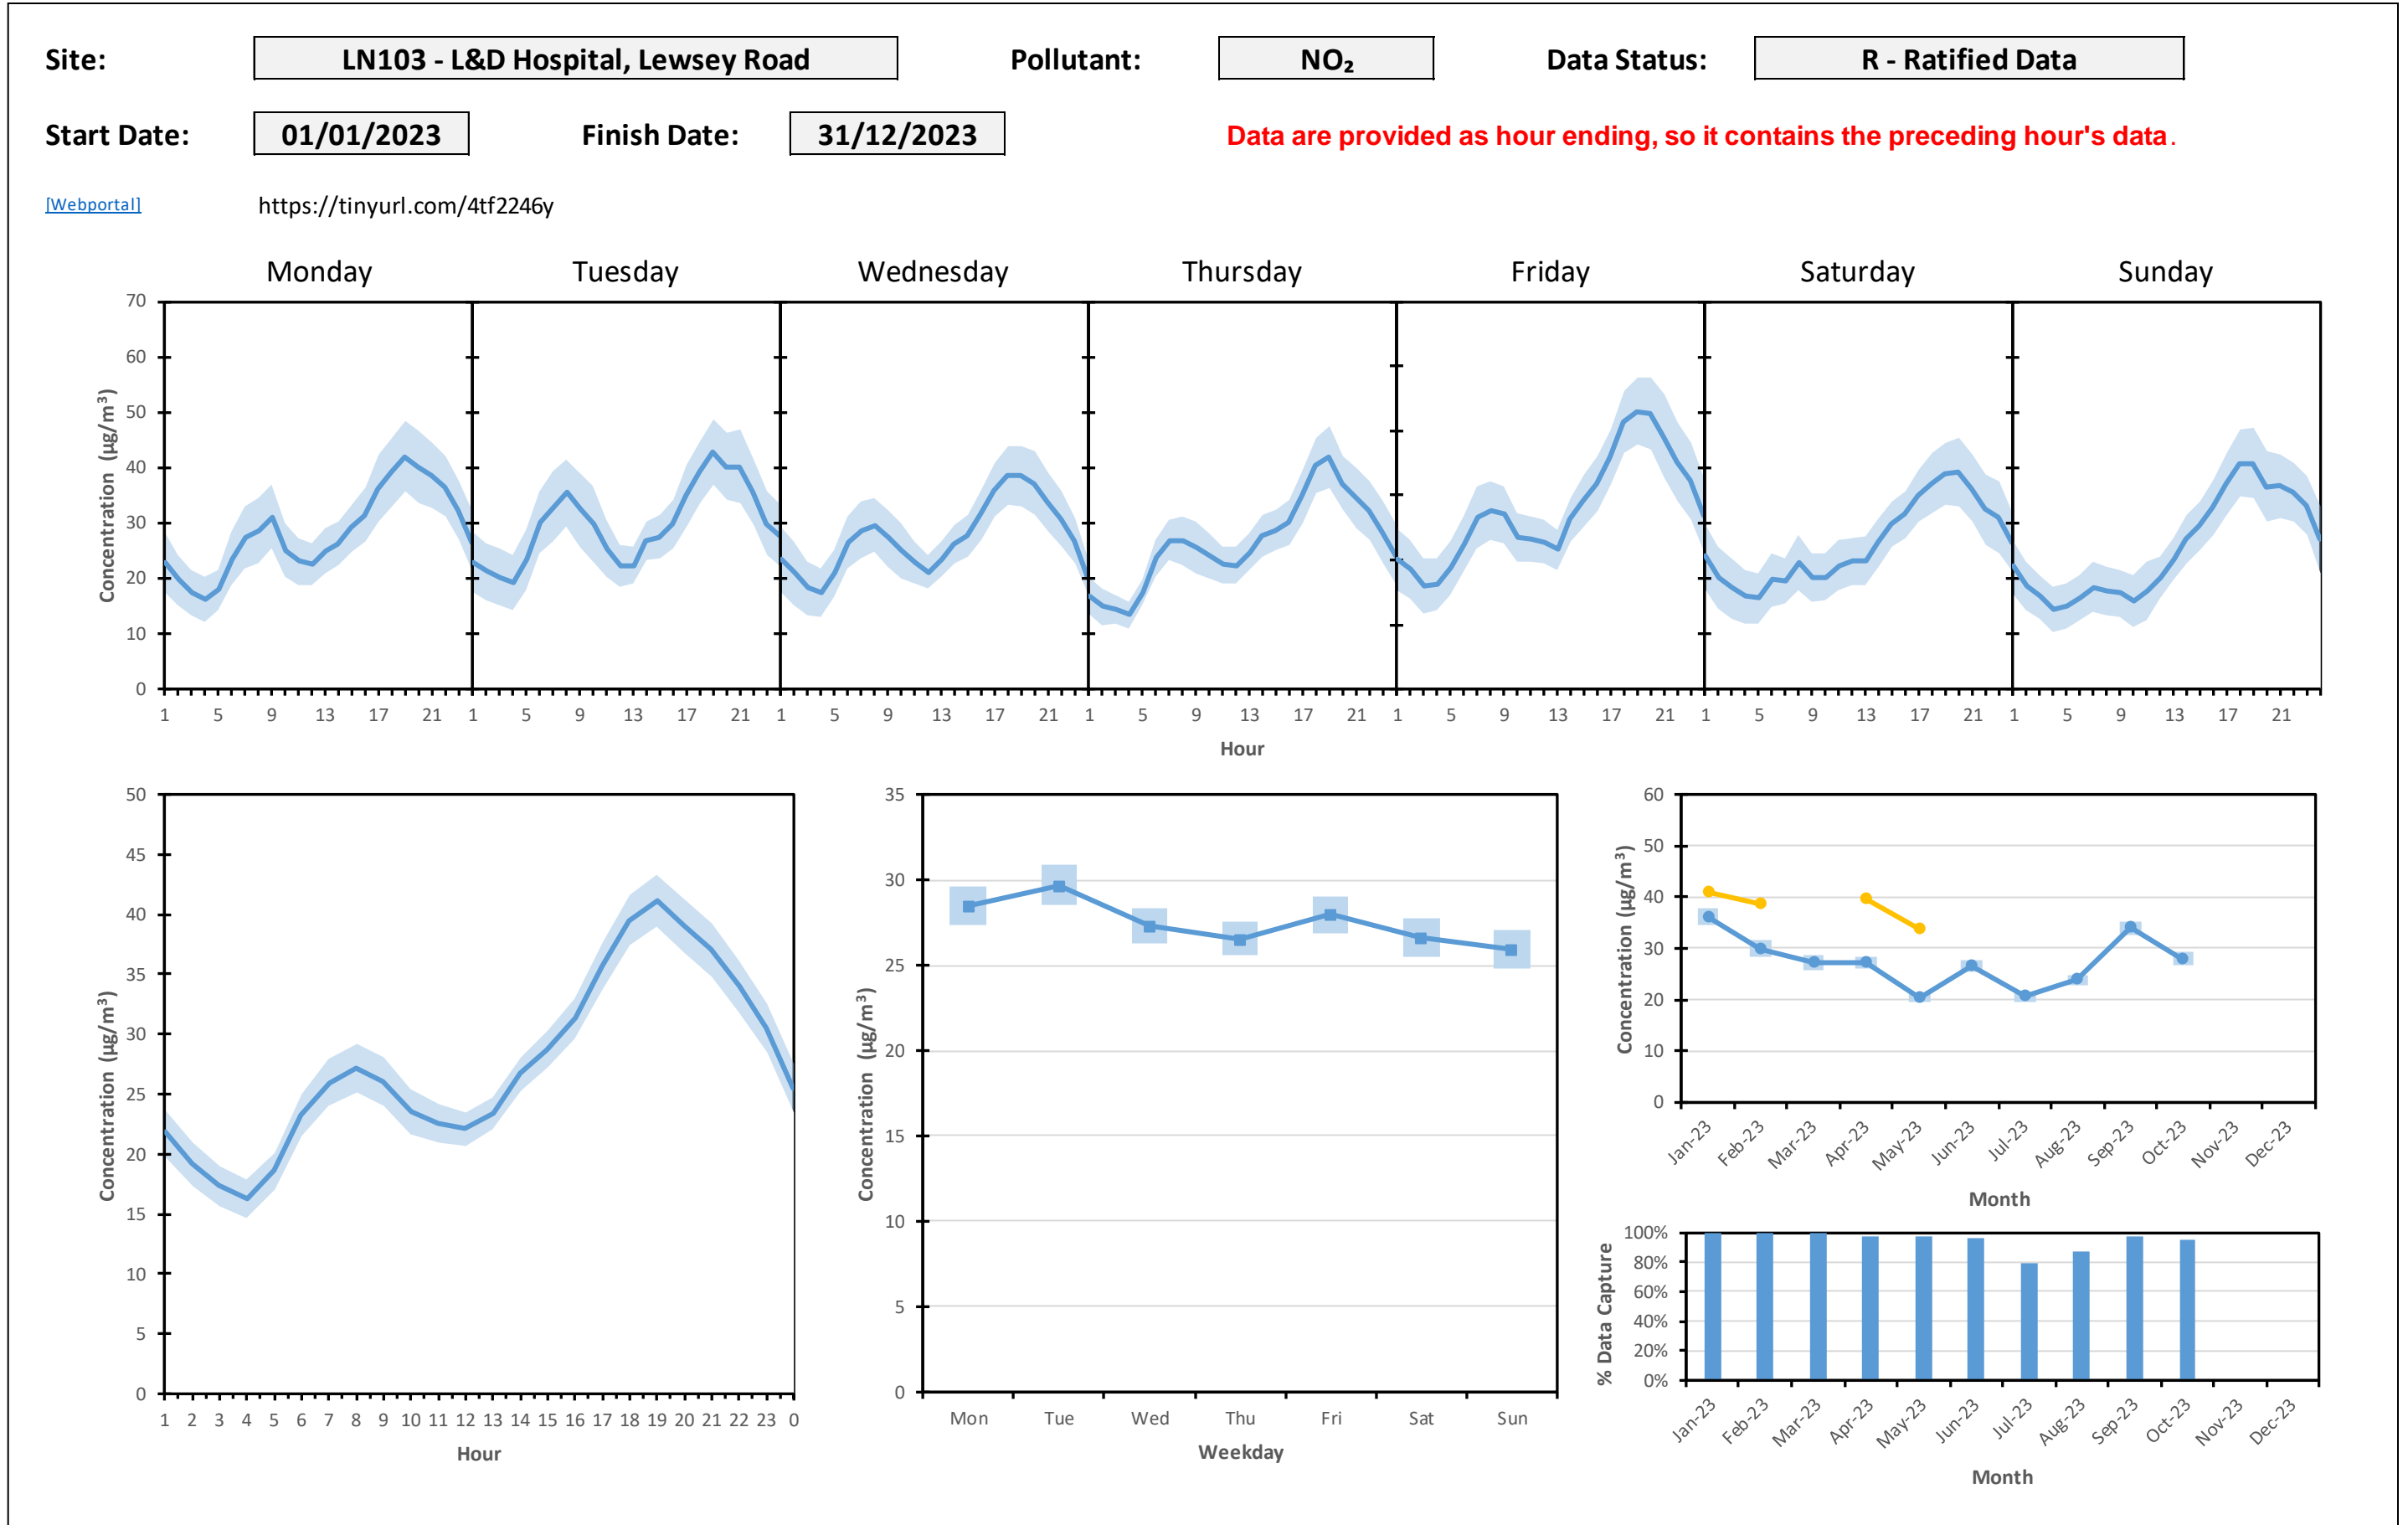 Site: LN103 - L&D Hospital, Lewsey Road Pollutant: NO₂ Data Status: R - Ratified Data
Start Date: 01/01/2023 Finish Date: 31/12/2023 Data are provided as hour ending, so it contains the preceding hour's data.
[Webportal] https://tinyurl.com/4tf2246y
Monday Tuesday Wednesday Thursday Friday Saturday Sunday
Concentration (µg/m³)
70
60
50
40
30
20
10
0
1 5 9 13 17 21 1 5 9 13 17 21 1 5 9 13 17 21 1 5 9 13 17 21 1 5 9 13 17 21 1 5 9 13 17 21 1 5 9 13 17 21
Hour
Concentration (µg/m³)
50
45
40
35
30
25
20
15
10
5
0
1 2 3 4 5 6 7 8 9 10 11 12 13 14 15 16 17 18 19 20 21 22 23 0
Hour
Concentration (µg/m³)
35
30
25
20
15
10
5
0
Mon Tue Wed Thu Fri Sat Sun
Weekday
Concentration (µg/m³)
60
50
40
30
20
10
0
Jan-23 Feb-23 Mar-23 Apr-23 May-23 Jun-23 Jul-23 Aug-23 Sep-23 Oct-23 Nov-23 Dec-23
Month
% Data Capture
100%
80%
60%
40%
20%
0%
Jan-23 Feb-23 Mar-23 Apr-23 May-23 Jun-23 Jul-23 Aug-23 Sep-23 Oct-23 Nov-23 Dec-23
Month